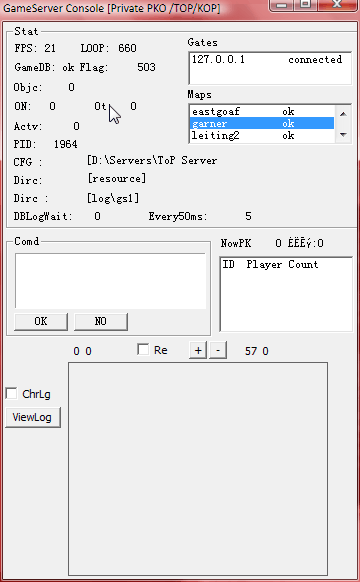 GameServer Console [Private PKO /TOP/KOP]
Stat
FPS: 21 LOOP: 660
GameDB: ok Flag: 503
Objc: 0
ON: 0 Ot 0
Actv: 0
PID: 1964
CFG : [D:\Servers\ToP Server
Dirc: [resource]
Dirc : [log\gs1]
DBLogWait: 0 Every50ms: 5
Gates
127.0.0.1 connected
Maps
eastgoaf ok
garner ok
leiting2 ok
Comd
OK NO
NowPK 0 ÉËÊý:0
ID Player Count
0 0 Re + - 57 0
ChrLg
ViewLog